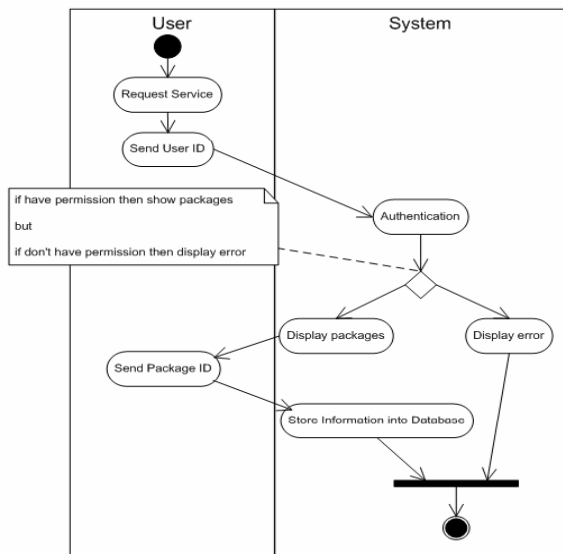 User
System
Request Service
Send User ID
if have permission then show packages
but
if don't have permission then display error
Authentication
Display packages
Display error
Send Package ID
Store Information into Database